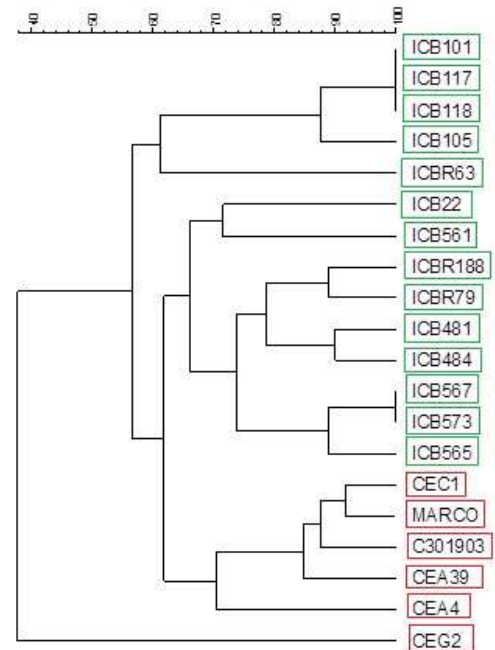 40 50 60 70 80 90 100
ICB101
ICB117
ICB118
ICB105
ICBR63
ICB22
ICB561
ICBR188
ICBR79
ICB481
ICB484
ICB567
ICB573
ICB565
CEC1
MARCO
C301903
CEA39
CEA4
CEG2